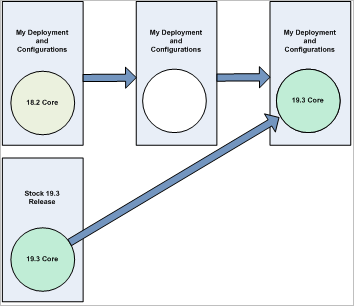 My Deployment
and
Configurations
18.2 Core
My Deployment
and
Configurations
My Deployment
and
Configurations
19.3 Core
Stock 19.3
Release
19.3 Core